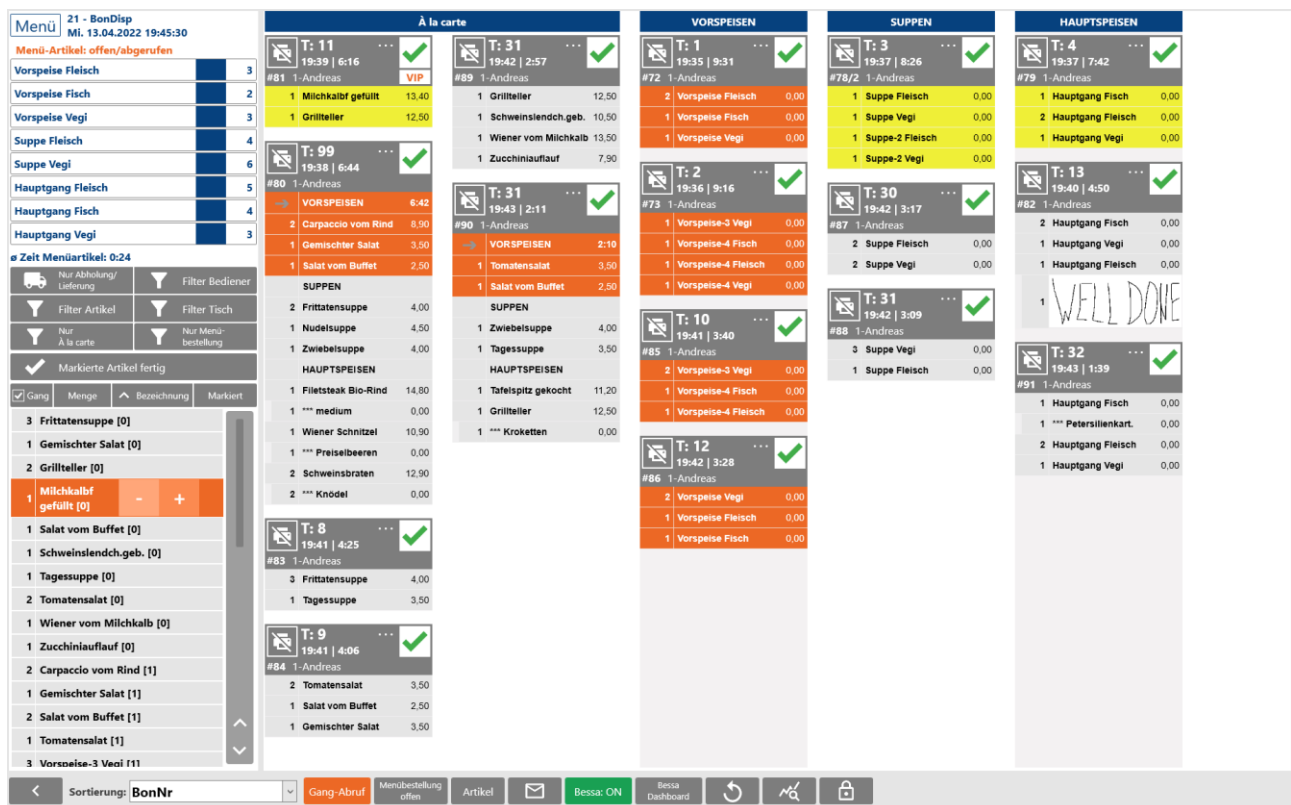 Menü
21 - BonDisp
Mi. 13.04.2022 19:45:30
Menü-Artikel: offen/abgerufen
Vorspeise Fleisch 3
Vorspeise Fisch 2
Vorspeise Vegi 3
Suppe Fleisch 4
Suppe Vegi 6
Hauptgang Fleisch 5
Hauptgang Fisch 4
Hauptgang Vegi 3
ø Zeit Menüartikel: 0:24
Nur Abholung/
Lieferung
Filter Bediener
Filter Artikel
Filter Tisch
Nur
À la carte
Nur Menü-
bestellung
Markierte Artikel fertig
Gang Menge Bezeichnung Markiert
3 Frittatensuppe [0]
1 Gemischter Salat [0]
2 Grillteller [0]
1 Milchkalbf
gefüllt [0] - +
1 Salat vom Buffet [0]
1 Schweinslendch.geb. [0]
1 Tagessuppe [0]
2 Tomatensalat [0]
1 Wiener vom Milchkalb [0]
1 Zucchiniauflauf [0]
2 Carpaccio vom Rind [1]
1 Gemischter Salat [1]
2 Salat vom Buffet [1]
1 Tomatensalat [1]
3 Vorspeise-3 Vegi [1]
À la carte
T: 11 ...
19:39 | 6:16
#81 1-Andreas VIP
1 Milchkalbf gefüllt 13,40
1 Grillteller 12,50
T: 99 ...
19:38 | 6:44
#80 1-Andreas
VORSPEISEN 6:42
2 Carpaccio vom Rind 8,90
1 Gemischter Salat 3,50
1 Salat vom Buffet 2,50
SUPPEN
2 Frittatensuppe 4,00
1 Nudelsuppe 4,50
1 Zwiebelsuppe 4,00
HAUPTSPEISEN
1 Filetsteak Bio-Rind 14,80
1 *** medium 0,00
1 Wiener Schnitzel 10,90
1 *** Preiselbeeren 0,00
2 Schweinsbraten 12,90
2 *** Knödel 0,00
T: 8 ...
19:41 | 4:25
#83 1-Andreas
3 Frittatensuppe 4,00
1 Tagessuppe 3,50
T: 9 ...
19:41 | 4:06
#84 1-Andreas
2 Tomatensalat 3,50
1 Salat vom Buffet 2,50
1 Gemischter Salat 3,50
T: 31 ...
19:42 | 2:57
#89 1-Andreas
1 Grillteller 12,50
1 Schweinslendch.geb. 10,50
1 Wiener vom Milchkalb 13,50
1 Zucchiniauflauf 7,90
T: 31 ...
19:43 | 2:11
#90 1-Andreas
VORSPEISEN 2:10
1 Tomatensalat 3,50
1 Salat vom Buffet 2,50
SUPPEN
1 Zwiebelsuppe 4,00
1 Tagessuppe 3,50
HAUPTSPEISEN
1 Tafelspitz gekocht 11,20
1 Grillteller 12,50
1 *** Kroketten 0,00
VORSPEISEN
T: 1 ...
19:35 | 9:31
#72 1-Andreas
2 Vorspeise Fleisch 0,00
1 Vorspeise Fisch 0,00
1 Vorspeise Vegi 0,00
T: 2 ...
19:36 | 9:16
#73 1-Andreas
1 Vorspeise-3 Vegi 0,00
1 Vorspeise-4 Fisch 0,00
1 Vorspeise-4 Fleisch 0,00
1 Vorspeise-4 Vegi 0,00
T: 10 ...
19:41 | 3:40
#85 1-Andreas
2 Vorspeise-3 Vegi 0,00
1 Vorspeise-4 Fisch 0,00
1 Vorspeise-4 Fleisch 0,00
T: 12 ...
19:42 | 3:28
#86 1-Andreas
2 Vorspeise Vegi 0,00
1 Vorspeise Fleisch 0,00
1 Vorspeise Fisch 0,00
SUPPEN
T: 3 ...
19:37 | 8:26
#78/2 1-Andreas
1 Suppe Fleisch 0,00
1 Suppe Vegi 0,00
1 Suppe-2 Fleisch 0,00
1 Suppe-2 Vegi 0,00
T: 30 ...
19:42 | 3:17
#87 1-Andreas
2 Suppe Fleisch 0,00
2 Suppe Vegi 0,00
T: 31 ...
19:42 | 3:09
#88 1-Andreas
3 Suppe Vegi 0,00
1 Suppe Fleisch 0,00
HAUPTSPEISEN
T: 4 ...
19:37 | 7:42
#79 1-Andreas
1 Hauptgang Fisch 0,00
2 Hauptgang Fleisch 0,00
1 Hauptgang Vegi 0,00
T: 13 ...
19:40 | 4:50
#82 1-Andreas
2 Hauptgang Fisch 0,00
1 Hauptgang Vegi 0,00
1 Hauptgang Fleisch 0,00
1 WELL DONE
T: 32 ...
19:43 | 1:39
#91 1-Andreas
1 Hauptgang Fisch 0,00
1 *** Petersilienkart. 0,00
2 Hauptgang Fleisch 0,00
1 Hauptgang Vegi 0,00
Sortierung: BonNr
Gang-Abruf
Menübestellung
offen
Artikel
Bessa: ON
Bessa
Dashboard